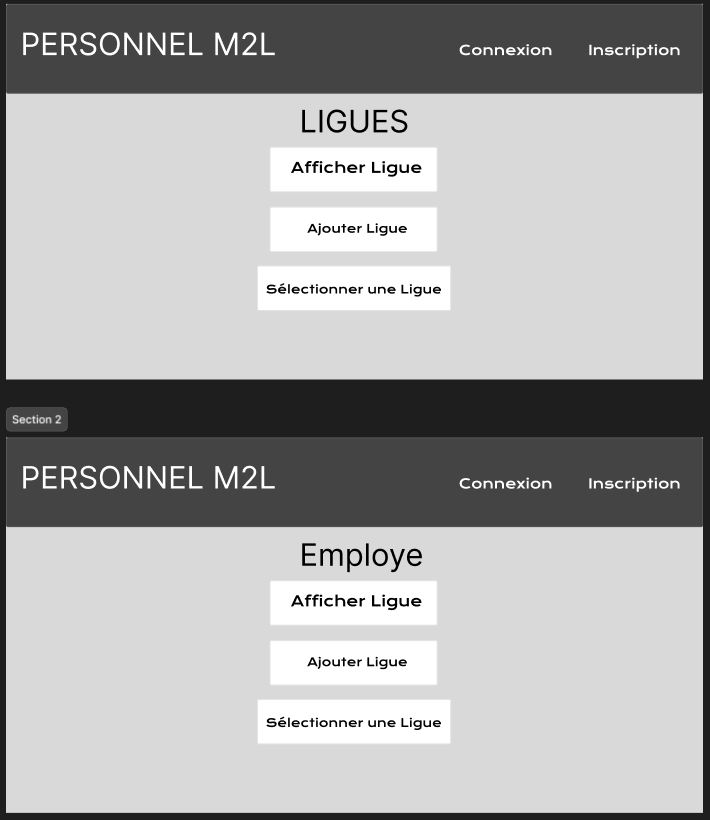 PERSONNEL M2L
Connexion Inscription
LIGUES
Afficher Ligue
Ajouter Ligue
Sélectionner une Ligue
Section 2
PERSONNEL M2L
Connexion Inscription
Employe
Afficher Ligue
Ajouter Ligue
Sélectionner une Ligue